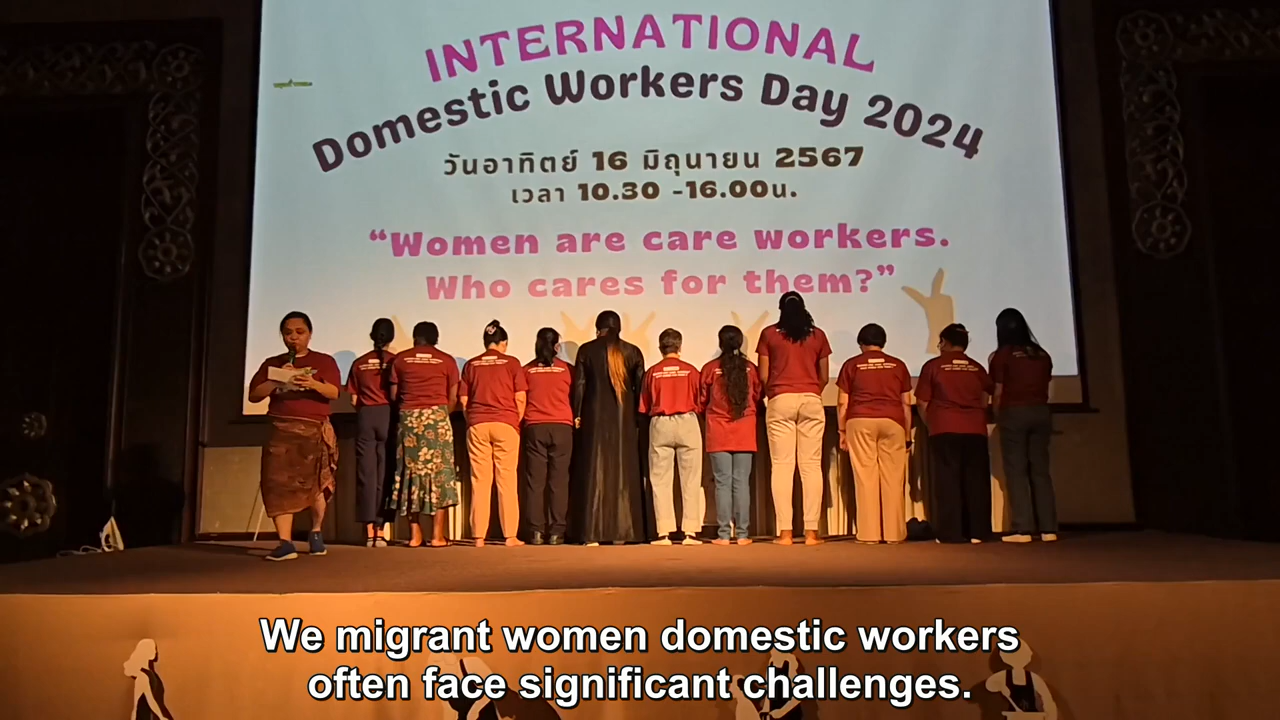 INTERNATIONAL
Domestic Workers Day 2024
วันอาทิตย์ 16 มิถุนายน 2567
เวลา 10.30 -16.00น.
“Women are care workers.
Who cares for them?”
We migrant women domestic workers
often face significant challenges.